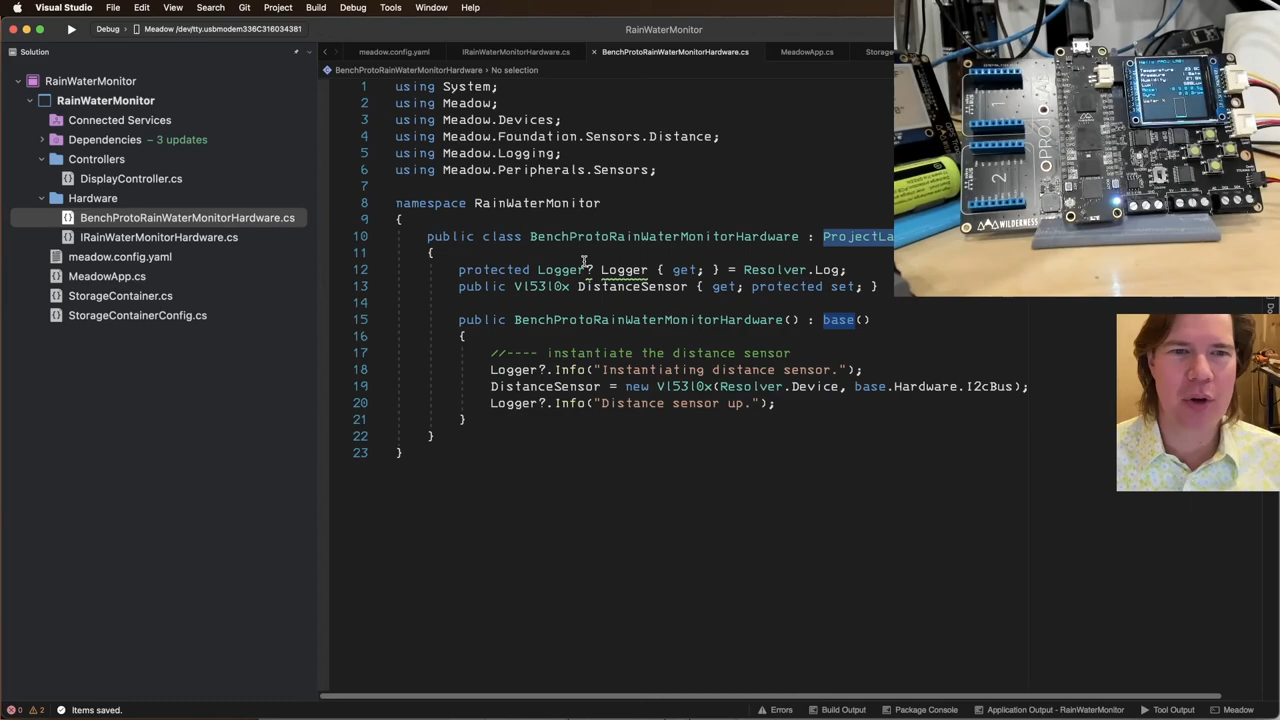 Visual Studio File Edit View Search Git Project Build Debug Tools Window Help
Debug Meadow /dev/tty.usbmodem336C316034381
RainWaterMonitor
Solution
meadow.config.yaml
IRainWaterMonitorHardware.cs
BenchProtoRainWaterMonitorHardware.cs
MeadowApp.cs
Storage
RainWaterMonitor
RainWaterMonitor
Connected Services
Dependencies – 3 updates
Controllers
DisplayController.cs
Hardware
BenchProtoRainWaterMonitorHardware.cs
IRainWaterMonitorHardware.cs
meadow.config.yaml
MeadowApp.cs
StorageContainer.cs
StorageContainerConfig.cs
BenchProtoRainWaterMonitorHardware › No selection
1 using System;
2 using Meadow;
3 using Meadow.Devices;
4 using Meadow.Foundation.Sensors.Distance;
5 using Meadow.Logging;
6 using Meadow.Peripherals.Sensors;
7
8 namespace RainWaterMonitor
9 {
10 public class BenchProtoRainWaterMonitorHardware : ProjectLa
11 {
12 protected Logger? Logger { get; } = Resolver.Log;
13 public Vl53l0x DistanceSensor { get; protected set; }
14
15 public BenchProtoRainWaterMonitorHardware() : base()
16 {
17 //---- instantiate the distance sensor
18 Logger?.Info("Instantiating distance sensor.");
19 DistanceSensor = new Vl53l0x(Resolver.Device, base.Hardware.I2cBus);
20 Logger?.Info("Distance sensor up.");
21 }
22 }
23 }
1
2
WILDERNESS
0 2 Items saved.
Errors Build Output Package Console Application Output - RainWaterMonitor Tool Output Meadow